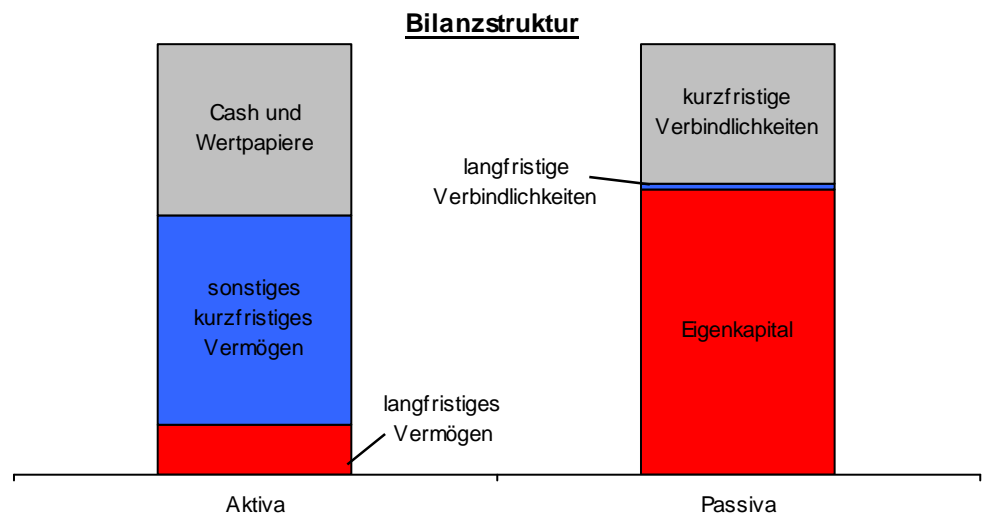 Bilanzstruktur
Cash und
Wertpapiere
sonstiges
kurzfristiges
Vermögen
langfristiges
Vermögen
kurzfristige
Verbindlichkeiten
langfristige
Verbindlichkeiten
Eigenkapital
Aktiva
Passiva